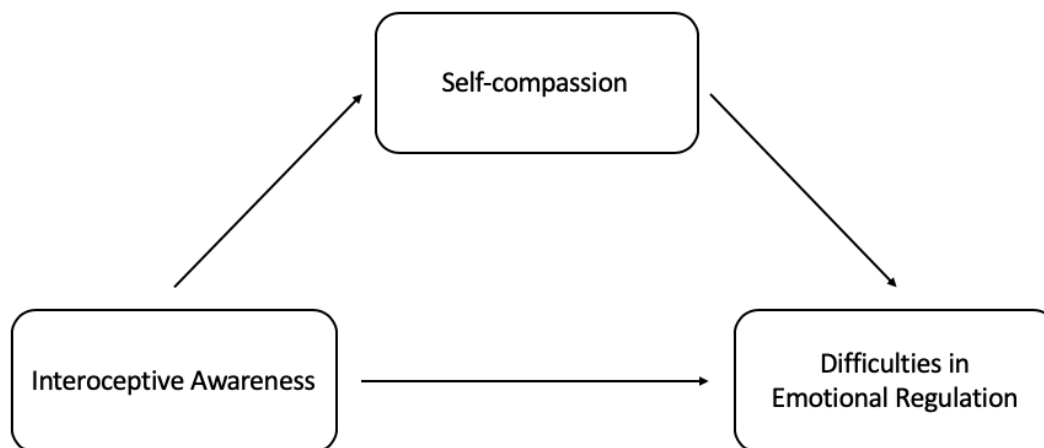 Self-compassion
Interoceptive Awareness
Difficulties in
Emotional Regulation